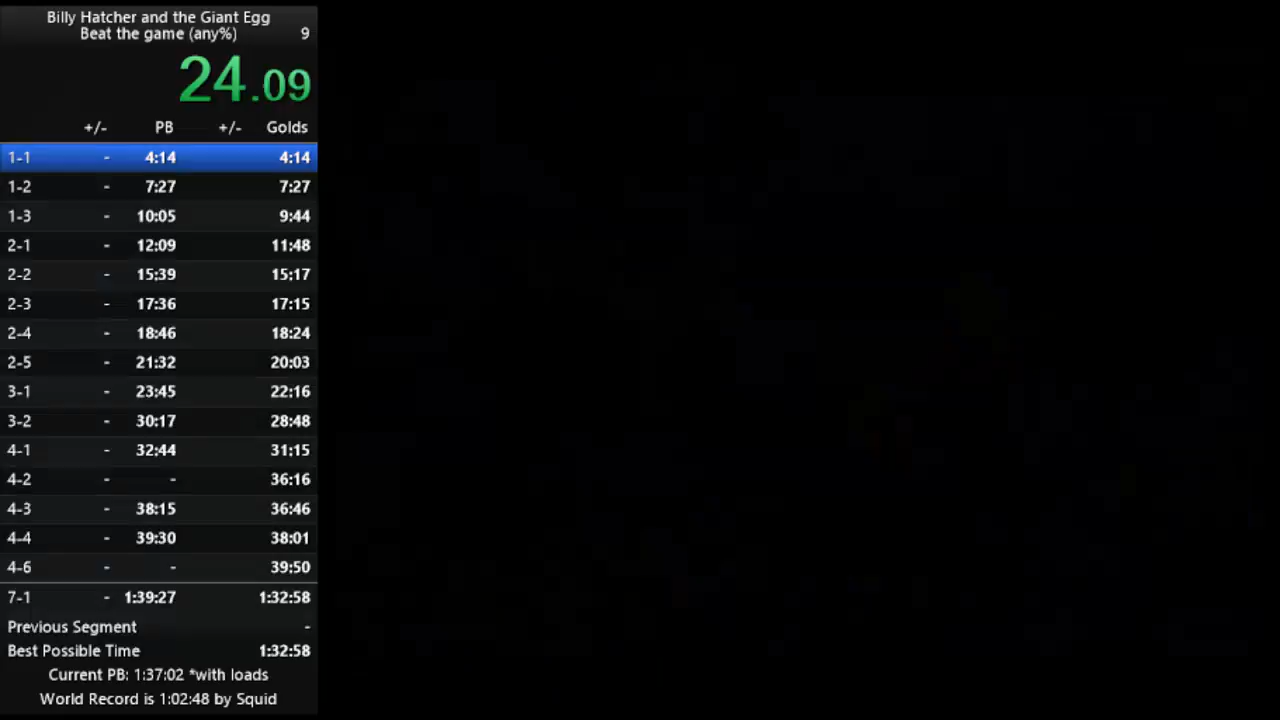 Billy Hatcher and the Giant Egg
Beat the game (any%) 9
24.09
+/- PB +/- Golds
1-1 - 4:14 4:14
1-2 - 7:27 7:27
1-3 - 10:05 9:44
2-1 - 12:09 11:48
2-2 - 15:39 15:17
2-3 - 17:36 17:15
2-4 - 18:46 18:24
2-5 - 21:32 20:03
3-1 - 23:45 22:16
3-2 - 30:17 28:48
4-1 - 32:44 31:15
4-2 - - 36:16
4-3 - 38:15 36:46
4-4 - 39:30 38:01
4-6 - - 39:50
7-1 - 1:39:27 1:32:58
Previous Segment -
Best Possible Time 1:32:58
Current PB: 1:37:02 *with loads
World Record is 1:02:48 by Squid